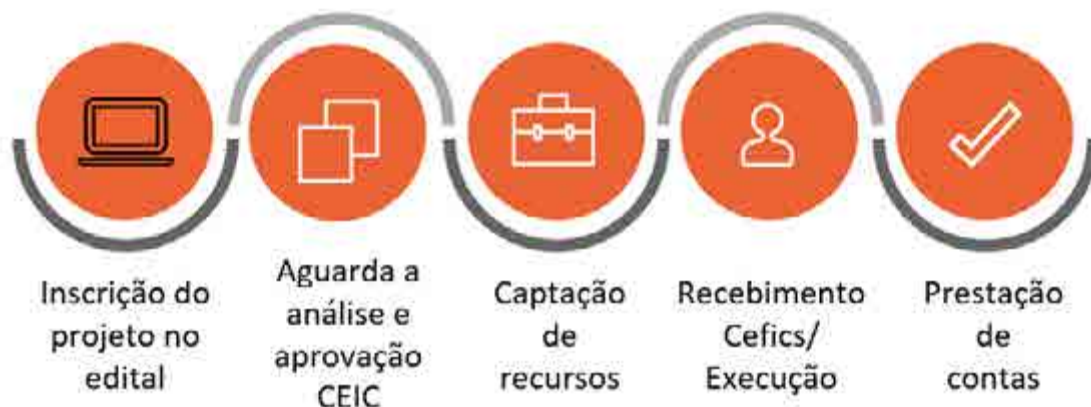 Inscrição do
projeto no
edital
Aguarda a
análise e
aprovação
CEIC
Captação
de
recursos
Recebimento
Cefics/
Execução
Prestação
de
contas